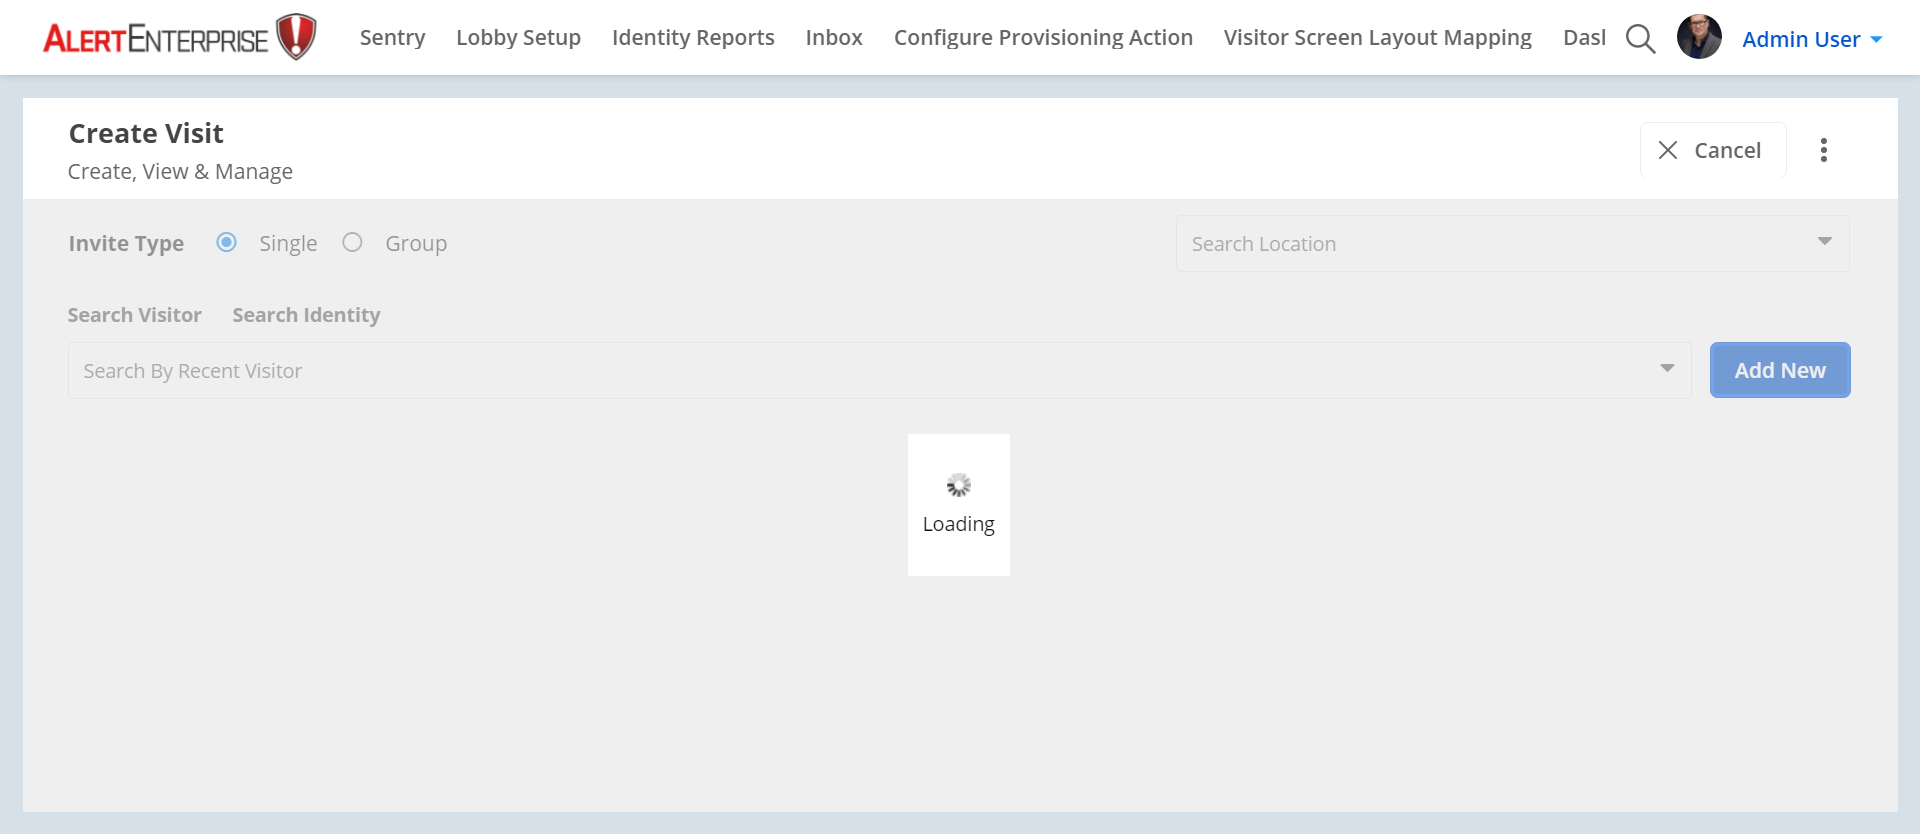 ALERTENTERPRISE Sentry Lobby Setup Identity Reports Inbox Configure Provisioning Action Visitor Screen Layout Mapping Dasl Admin User
Create Visit
Create, View & Manage
Cancel
Invite Type Single Group Search Location
Search Visitor Search Identity
Search By Recent Visitor Add New
Loading